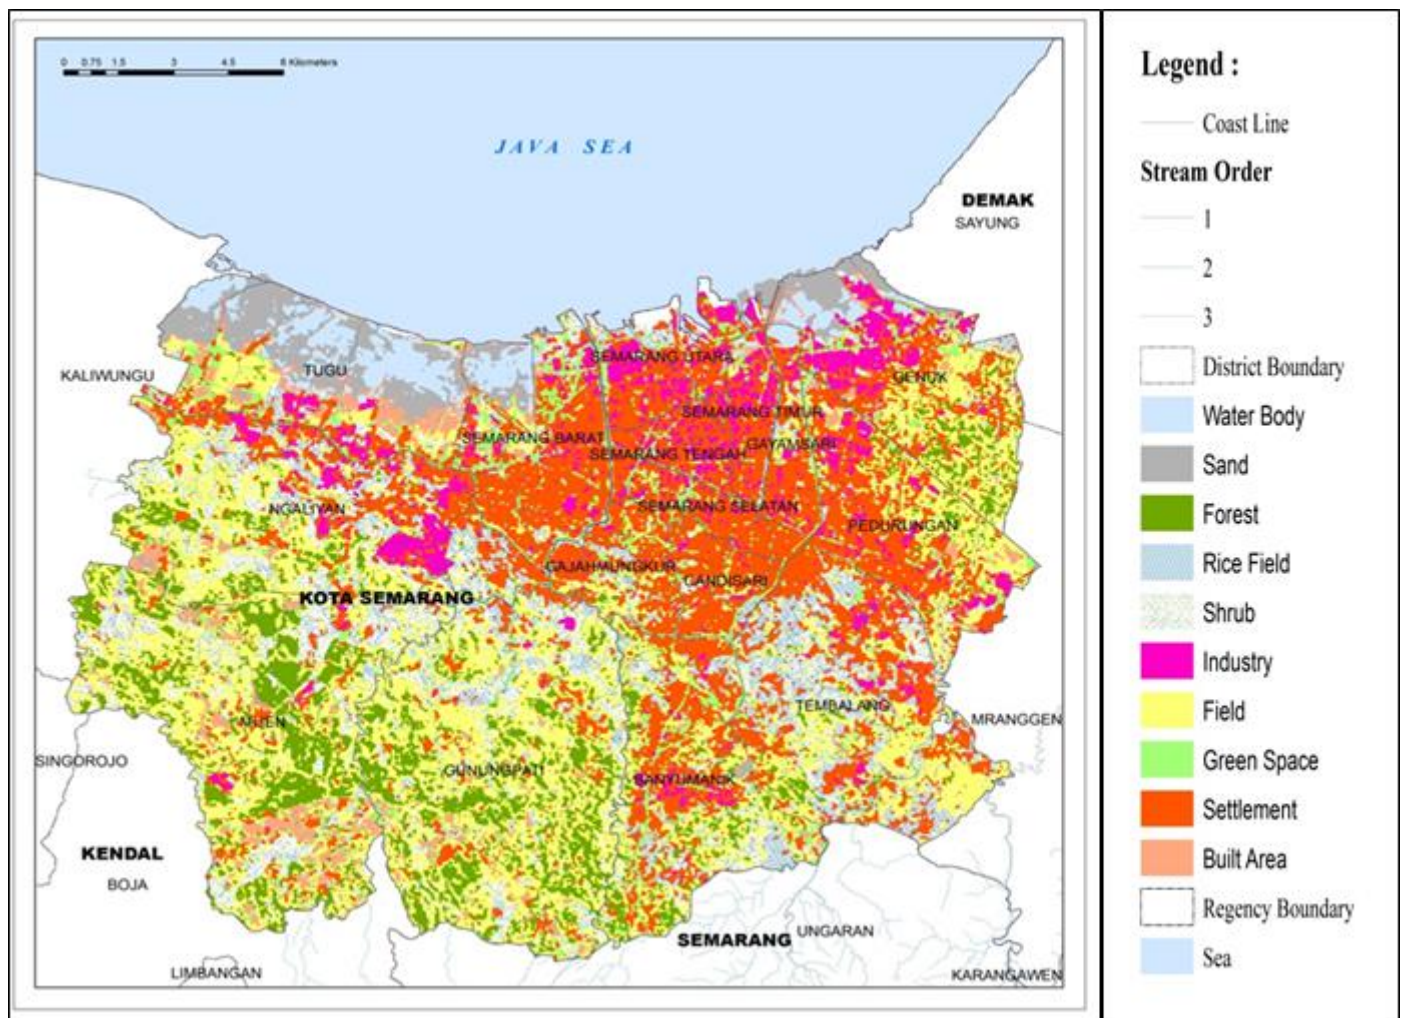 0 0.75 1.5 3 4.5 6 Kilometers
JAVA SEA
DEMAK
SAYUNG
KALIWUNGU
TUGU
SEMARANG UTARA
GENUK
SEMARANG TIMUR
SEMARANG BARAT
GAYAMSARI
SEMARANG TENGAH
NGALIYAN
SEMARANG SELATAN
PEDURUNGAN
GAJAHMUNGKUR
CANDISARI
KOTA SEMARANG
TEMBALANG
MIJEN
MRANGGEN
SINGOROJO
GUNUNGPATI
BANYUMANIK
KENDAL
BOJA
SEMARANG
UNGARAN
LIMBANGAN
KARANGAWEN
Legend :
Coast Line
Stream Order
1
2
3
District Boundary
Water Body
Sand
Forest
Rice Field
Shrub
Industry
Field
Green Space
Settlement
Built Area
Regency Boundary
Sea